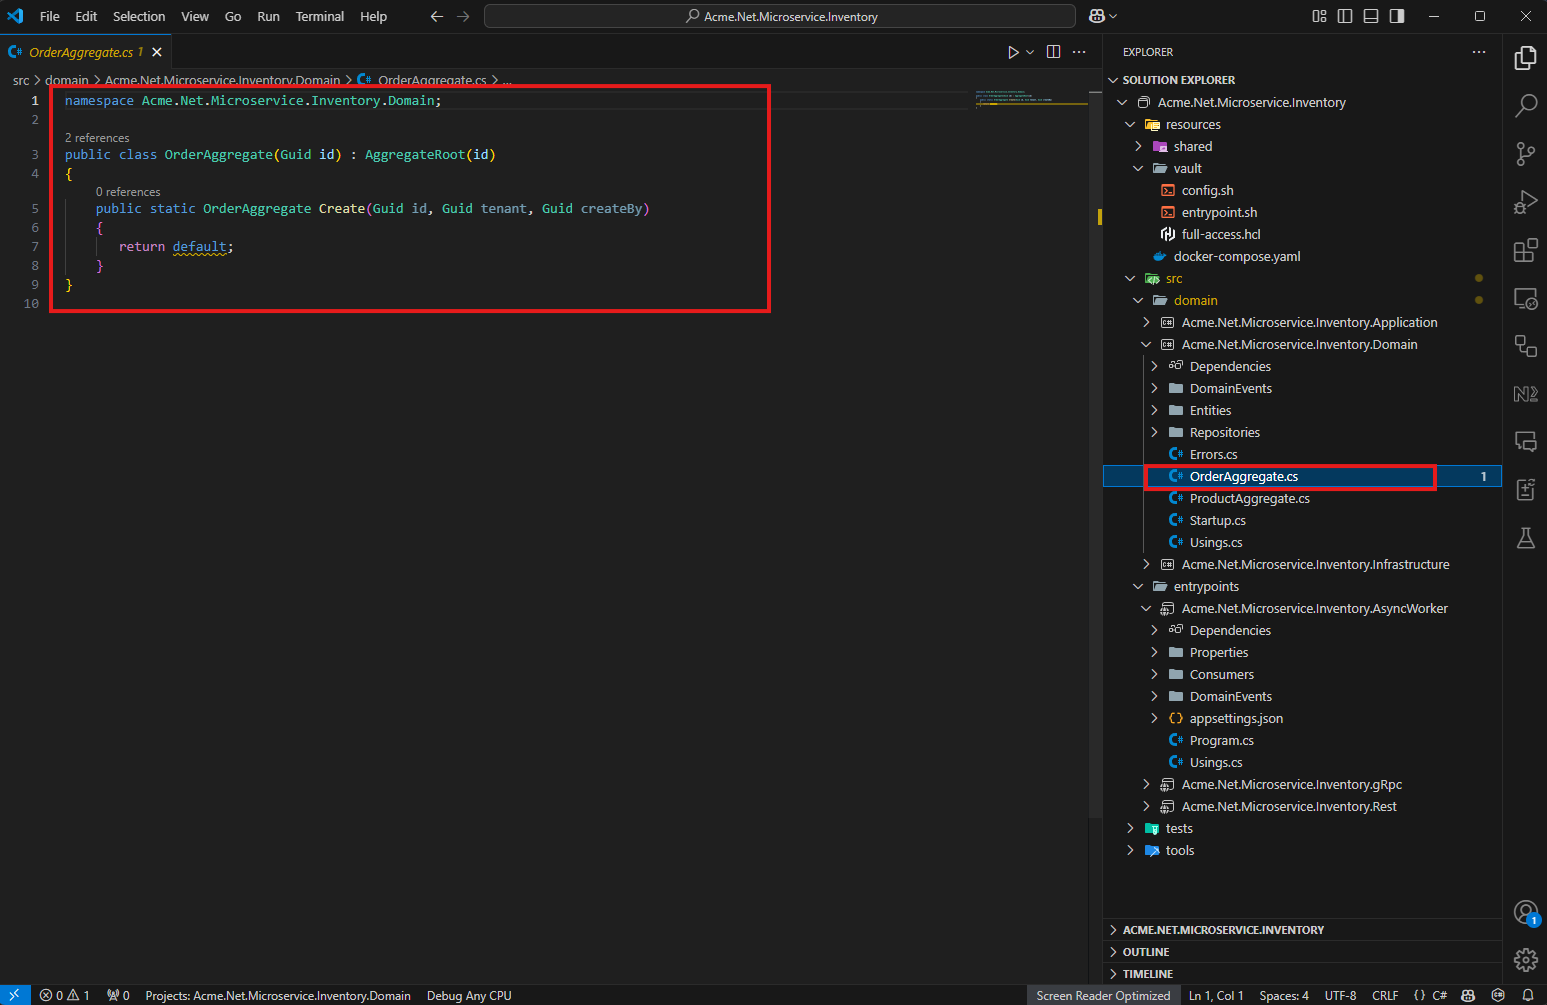 File Edit Selection View Go Run Terminal Help
Acme.Net.Microservice.Inventory
OrderAggregate.cs 1
src > domain > Acme.Net.Microservice.Inventory.Domain > OrderAggregate.cs > ...
1 namespace Acme.Net.Microservice.Inventory.Domain;
2
2 references
3 public class OrderAggregate(Guid id) : AggregateRoot(id)
4 {
0 references
5 public static OrderAggregate Create(Guid id, Guid tenant, Guid createBy)
6 {
7 return default;
8 }
9 }
10
EXPLORER
SOLUTION EXPLORER
Acme.Net.Microservice.Inventory
resources
shared
vault
config.sh
entrypoint.sh
full-access.hcl
docker-compose.yaml
src
domain
Acme.Net.Microservice.Inventory.Application
Acme.Net.Microservice.Inventory.Domain
Dependencies
DomainEvents
Entities
Repositories
Errors.cs
OrderAggregate.cs 1
ProductAggregate.cs
Startup.cs
Usings.cs
Acme.Net.Microservice.Inventory.Infrastructure
entrypoints
Acme.Net.Microservice.Inventory.AsyncWorker
Dependencies
Properties
Consumers
DomainEvents
appsettings.json
Program.cs
Usings.cs
Acme.Net.Microservice.Inventory.gRpc
Acme.Net.Microservice.Inventory.Rest
tests
tools
ACME.NET.MICROSERVICE.INVENTORY
OUTLINE
TIMELINE
1
0 1 0 Projects: Acme.Net.Microservice.Inventory.Domain Debug Any CPU Screen Reader Optimized Ln 1, Col 1 Spaces: 4 UTF-8 CRLF {} C#